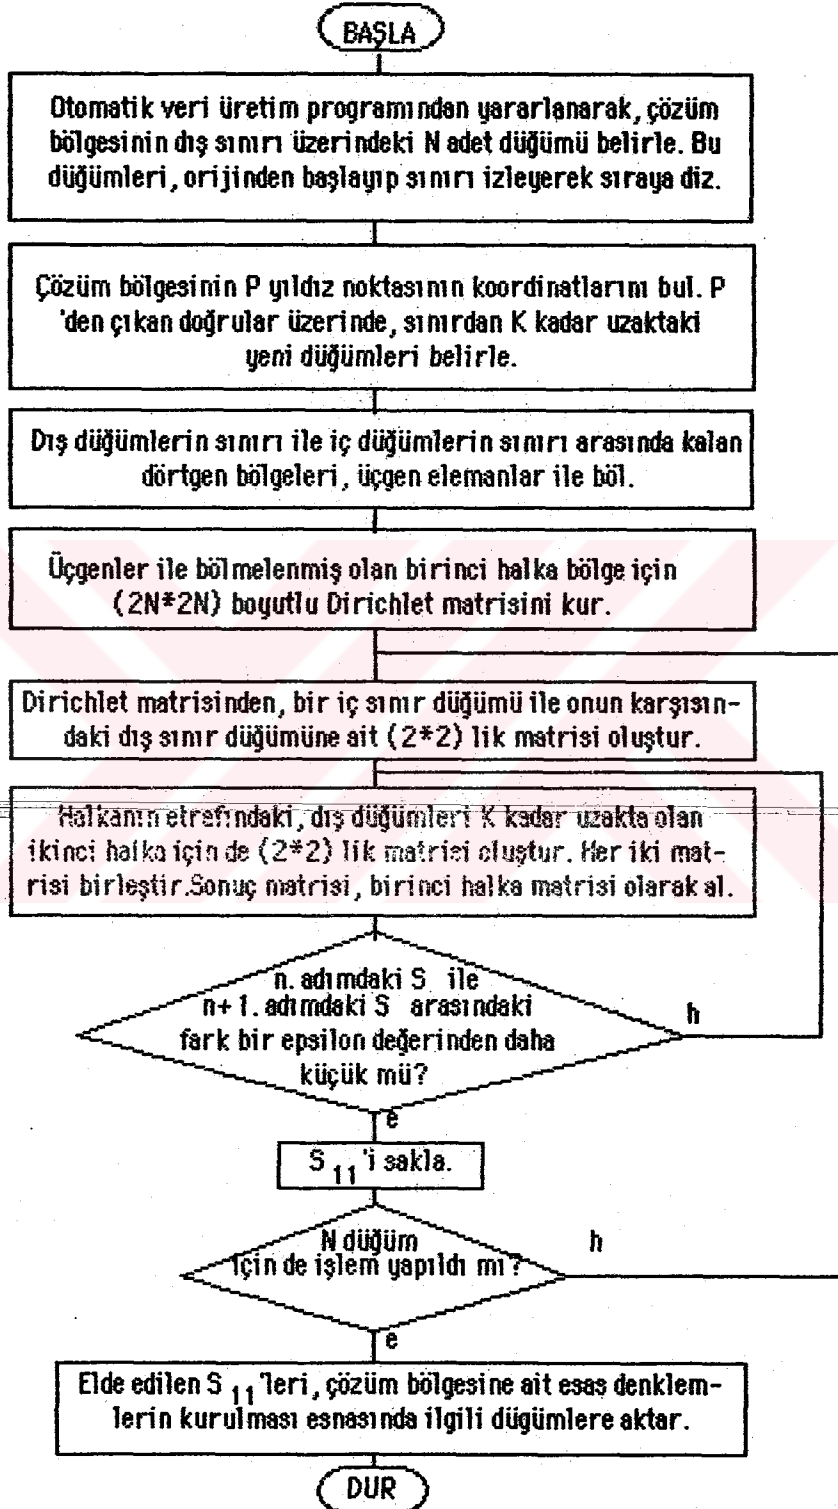 BAŞLA
Otomatik veri üretim programından yararlanarak, çözüm
bölgesinin dış sınırı üzerindeki N adet düğümü belirle. Bu
düğümleri, orijinden başlayıp sınırı izleyerek sıraya diz.
Çözüm bölgesinin P yıldız noktasının koordinatlarını bul. P
'den çıkan doğrular üzerinde, sınırdan K kadar uzaktaki
yeni düğümleri belirle.
Dış düğümlerin sınırı ile iç düğümlerin sınırı arasında kalan
dörtgen bölgeleri, üçgen elemanlar ile böl.
Üçgenler ile bölmelenmiş olan birinci halka bölge için
(2N*2N) boyutlu Dirichlet matrisini kur.
Dirichlet matrisinden, bir iç sınır düğümü ile onun karşısın-
daki dış sınır düğümüne ait (2*2) lik matrisi oluştur.
Halkanın etrafındaki, dış düğümleri K kadar uzakta olan
ikinci halka için de (2*2) lik matrisi oluştur. Her iki mat-
risi birleştir.Sonuç matrisi, birinci halka matrisi olarak al.
n. adımdaki S ile
n+1. adımdaki S arasındaki
fark bir epsilon değerinden daha
küçük mü?
h
e
S 11 'i sakla.
N düğüm
için de işlem yapıldı mı?
h
e
Elde edilen S 11 'leri, çözüm bölgesine ait esas denklem-
lerin kurulması esnasında ilgili dügümlere aktar.
DUR